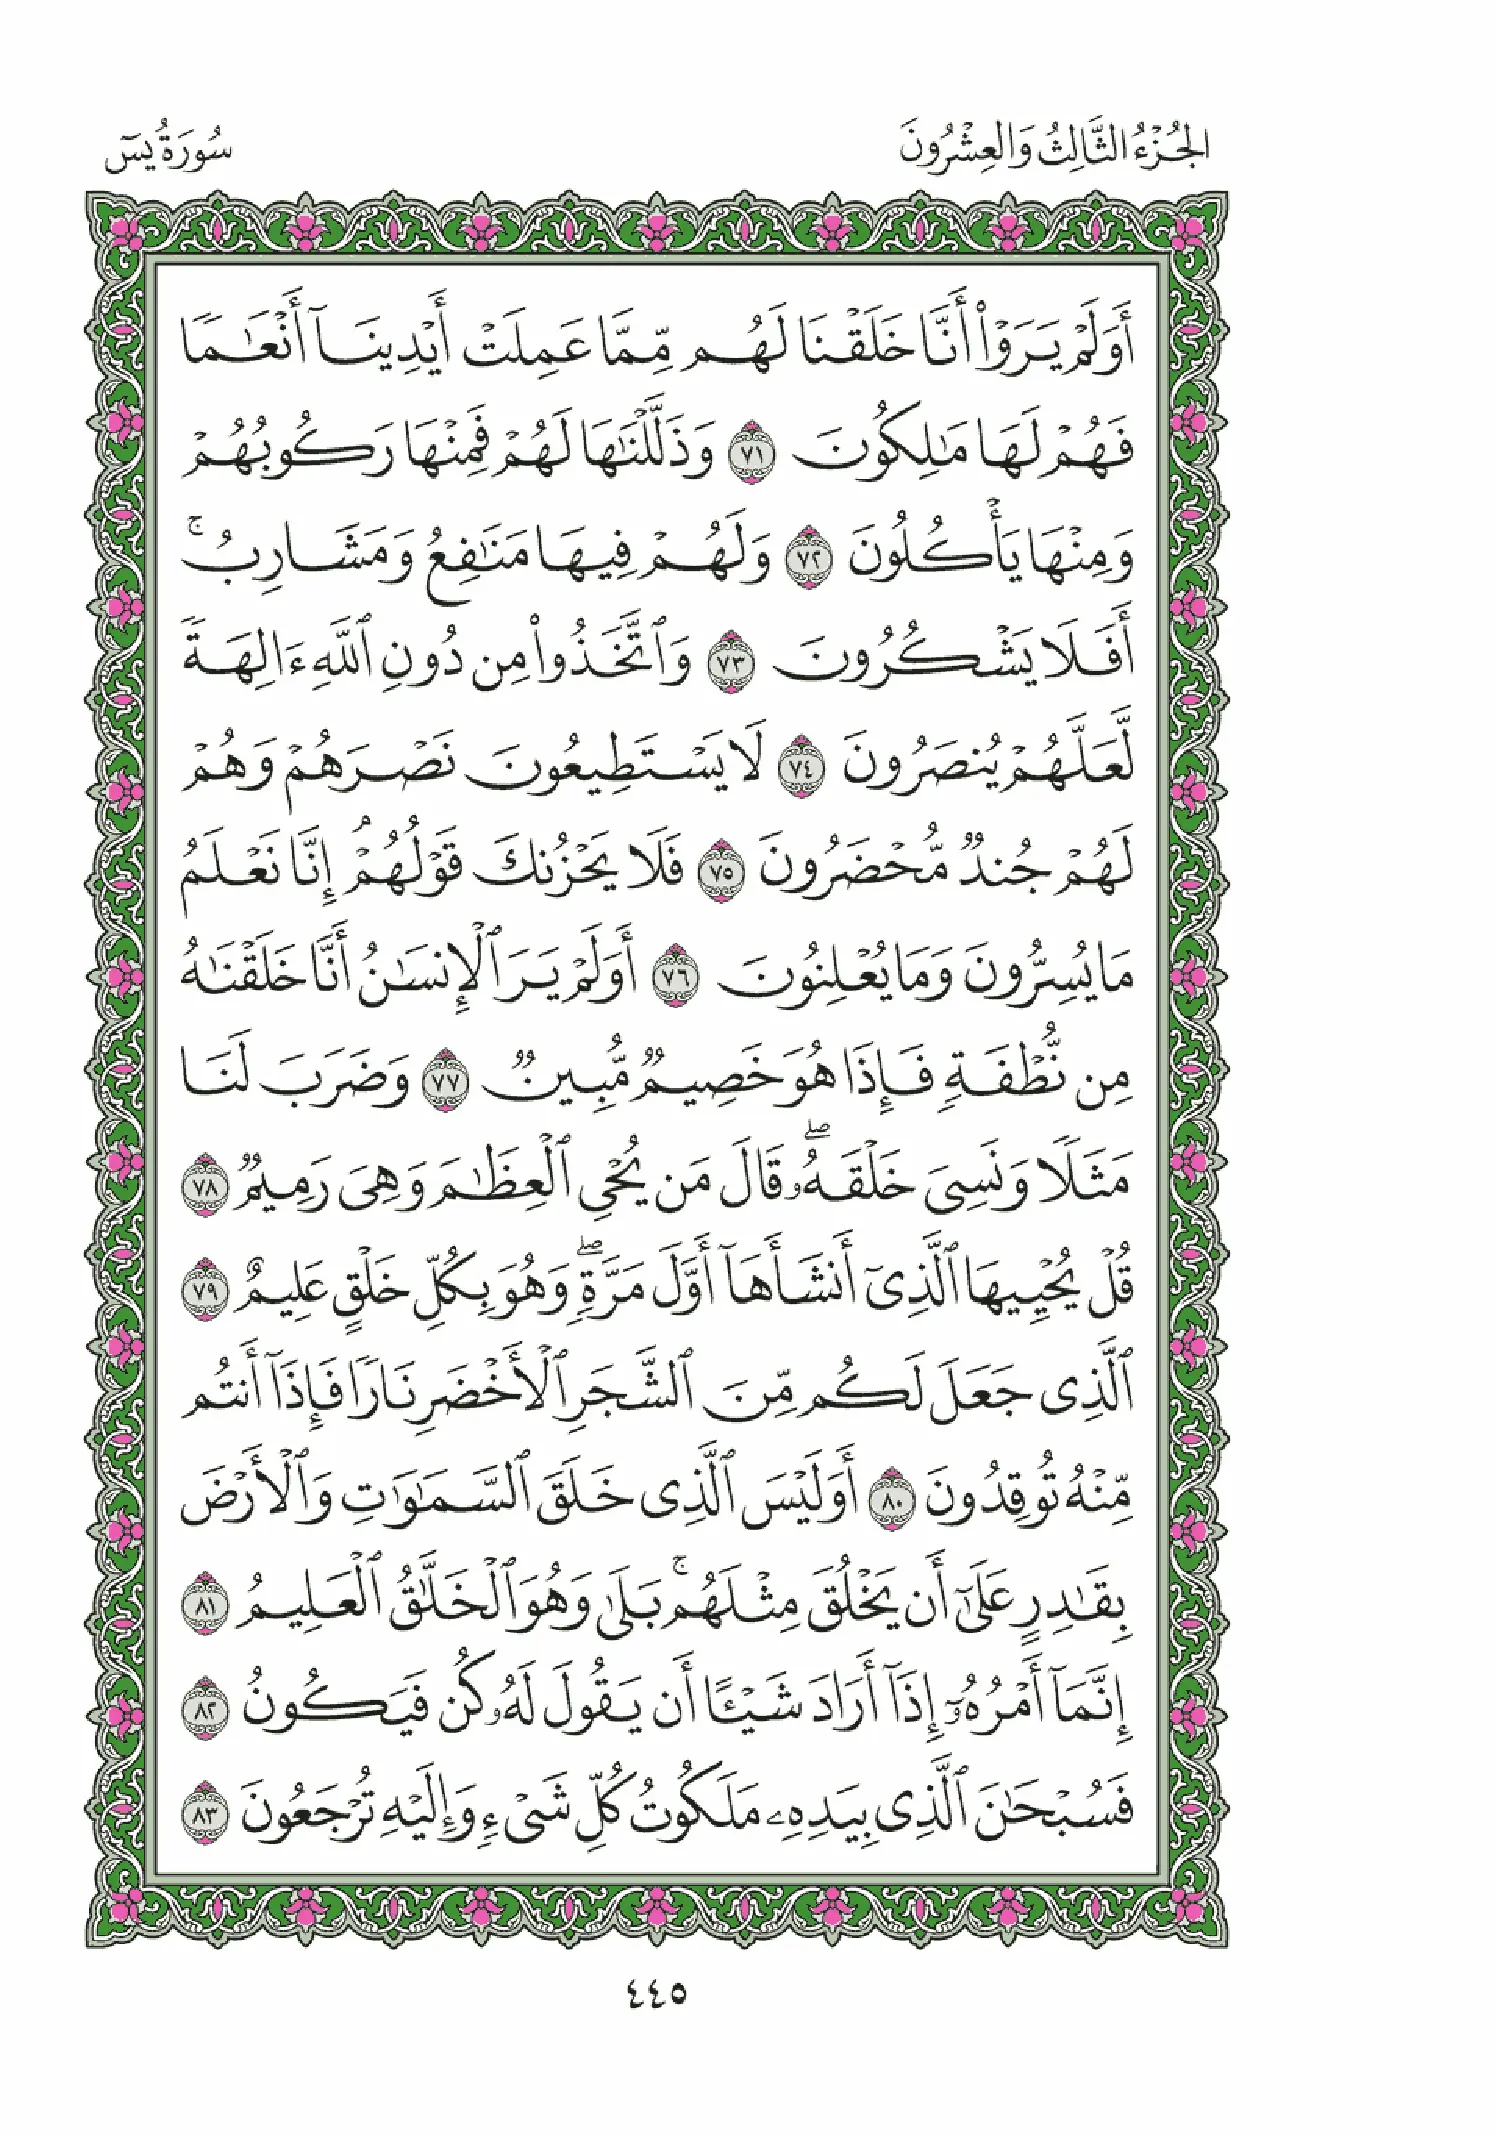 الجُزْءُ الثَّالِثُ وَالعِشْرُونَ
سُورَةُ يسٓ
أَوَلَمْ يَرَوْا۟ أَنَّا خَلَقْنَا لَهُم مِّمَّا عَمِلَتْ أَيْدِينَآ أَنْعَٰمًا
فَهُمْ لَهَا مَٰلِكُونَ ٧١ وَذَلَّلْنَٰهَا لَهُمْ فَمِنْهَا رَكُوبُهُمْ
وَمِنْهَا يَأْكُلُونَ ٧٢ وَلَهُمْ فِيهَا مَنَٰفِعُ وَمَشَارِبُ ۚ
أَفَلَا يَشْكُرُونَ ٧٣ وَٱتَّخَذُوا۟ مِن دُونِ ٱللَّهِ ءَالِهَةً
لَّعَلَّهُمْ يُنصَرُونَ ٧٤ لَا يَسْتَطِيعُونَ نَصْرَهُمْ وَهُمْ
لَهُمْ جُندٌ مُّحْضَرُونَ ٧٥ فَلَا يَحْزُنكَ قَوْلُهُمْ ۘ إِنَّا نَعْلَمُ
مَا يُسِرُّونَ وَمَا يُعْلِنُونَ ٧٦ أَوَلَمْ يَرَ ٱلْإِنسَٰنُ أَنَّا خَلَقْنَٰهُ
مِن نُّطْفَةٍ فَإِذَا هُوَ خَصِيمٌ مُّبِينٌ ٧٧ وَضَرَبَ لَنَا
مَثَلًا وَنَسِىَ خَلْقَهُۥ ۖ قَالَ مَن يُحْىِ ٱلْعِظَٰمَ وَهِىَ رَمِيمٌ ٧٨
قُلْ يُحْيِيهَا ٱلَّذِىٓ أَنشَأَهَآ أَوَّلَ مَرَّةٍ ۖ وَهُوَ بِكُلِّ خَلْقٍ عَلِيمٌ ٧٩
ٱلَّذِى جَعَلَ لَكُم مِّنَ ٱلشَّجَرِ ٱلْأَخْضَرِ نَارًا فَإِذَآ أَنتُم
مِّنْهُ تُوقِدُونَ ٨٠ أَوَلَيْسَ ٱلَّذِى خَلَقَ ٱلسَّمَٰوَٰتِ وَٱلْأَرْضَ
بِقَٰدِرٍ عَلَىٰٓ أَن يَخْلُقَ مِثْلَهُم ۚ بَلَىٰ وَهُوَ ٱلْخَلَّٰقُ ٱلْعَلِيمُ ٨١
إِنَّمَآ أَمْرُهُۥٓ إِذَآ أَرَادَ شَيْـًٔا أَن يَقُولَ لَهُۥ كُن فَيَكُونُ ٨٢
فَسُبْحَٰنَ ٱلَّذِى بِيَدِهِۦ مَلَكُوتُ كُلِّ شَىْءٍ وَإِلَيْهِ تُرْجَعُونَ ٨٣
٤٤٥